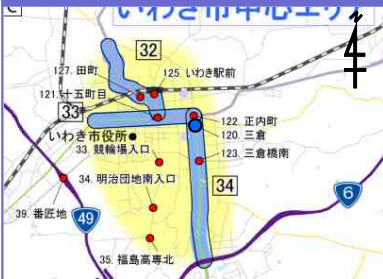 いわき市中心エリア
32
127. 田町
125. いわき駅前
121. 十五町目
33
122. 正内町
いわき市役所
120. 三倉
33. 競輪場入口
123. 三倉橋南
34. 明治団地南入口
34
39. 番匠地
49
6
35. 福島高専北